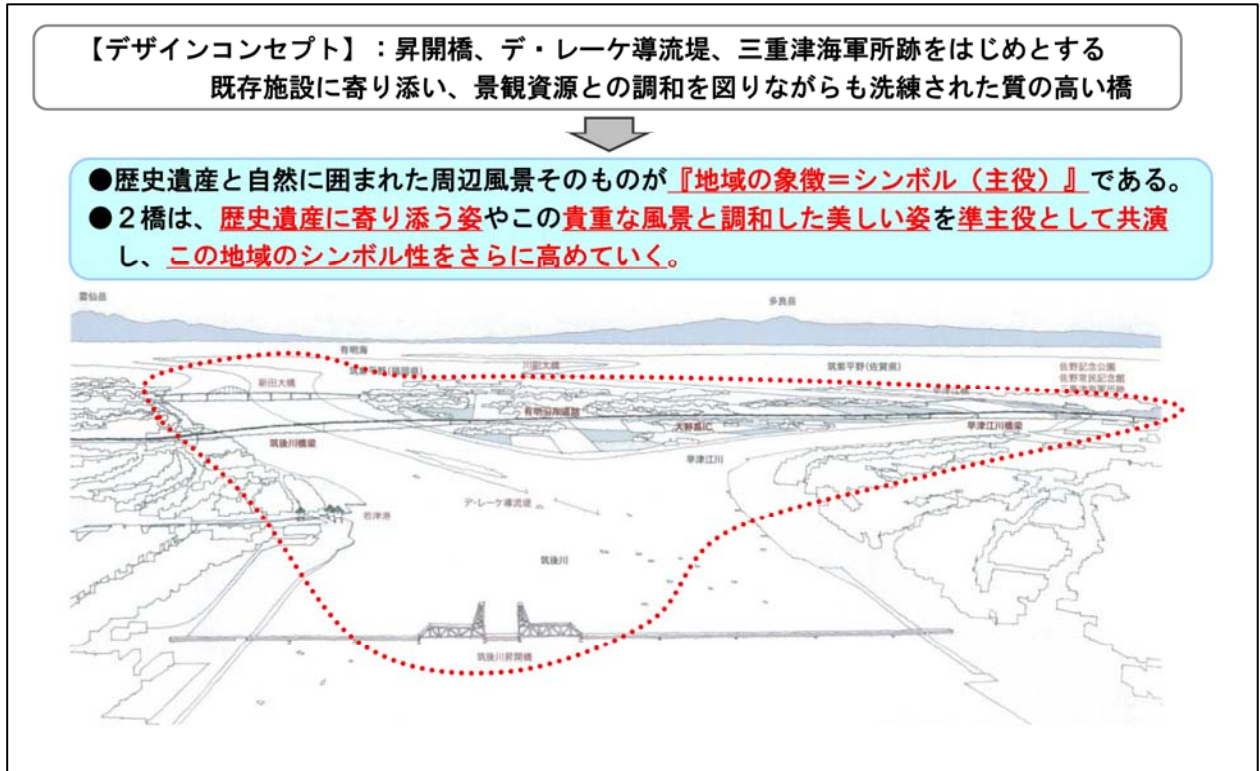 【デザインコンセプト】：昇開橋、デ・レーケ導流堤、三重津海軍所跡をはじめとする
既存施設に寄り添い、景観資源との調和を図りながらも洗練された質の高い橋
●歴史遺産と自然に囲まれた周辺風景そのものが『地域の象徴＝シンボル（主役）』である。
●２橋は、歴史遺産に寄り添う姿やこの貴重な風景と調和した美しい姿を準主役として共演
し、この地域のシンボル性をさらに高めていく。
雲仙岳
多良岳
有明海
川副大橋
筑紫平野(佐賀県)
佐野記念公園
佐野常民記念館
新田大橋
有明沿岸道路
大野島IC
早津江川橋梁
筑後川橋梁
早津江川
デ・レーケ導流堤
若津港
筑後川
筑後川昇開橋